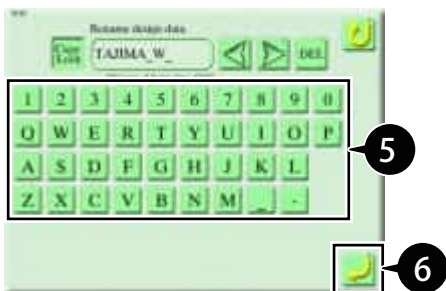 Rename design data
Caps Lock TAJIMA_W_ DEL
1 2 3 4 5 6 7 8 9 0
Q W E R T Y U I O P
5
A S D F G H J K L
Z X C V B N M _ -
6